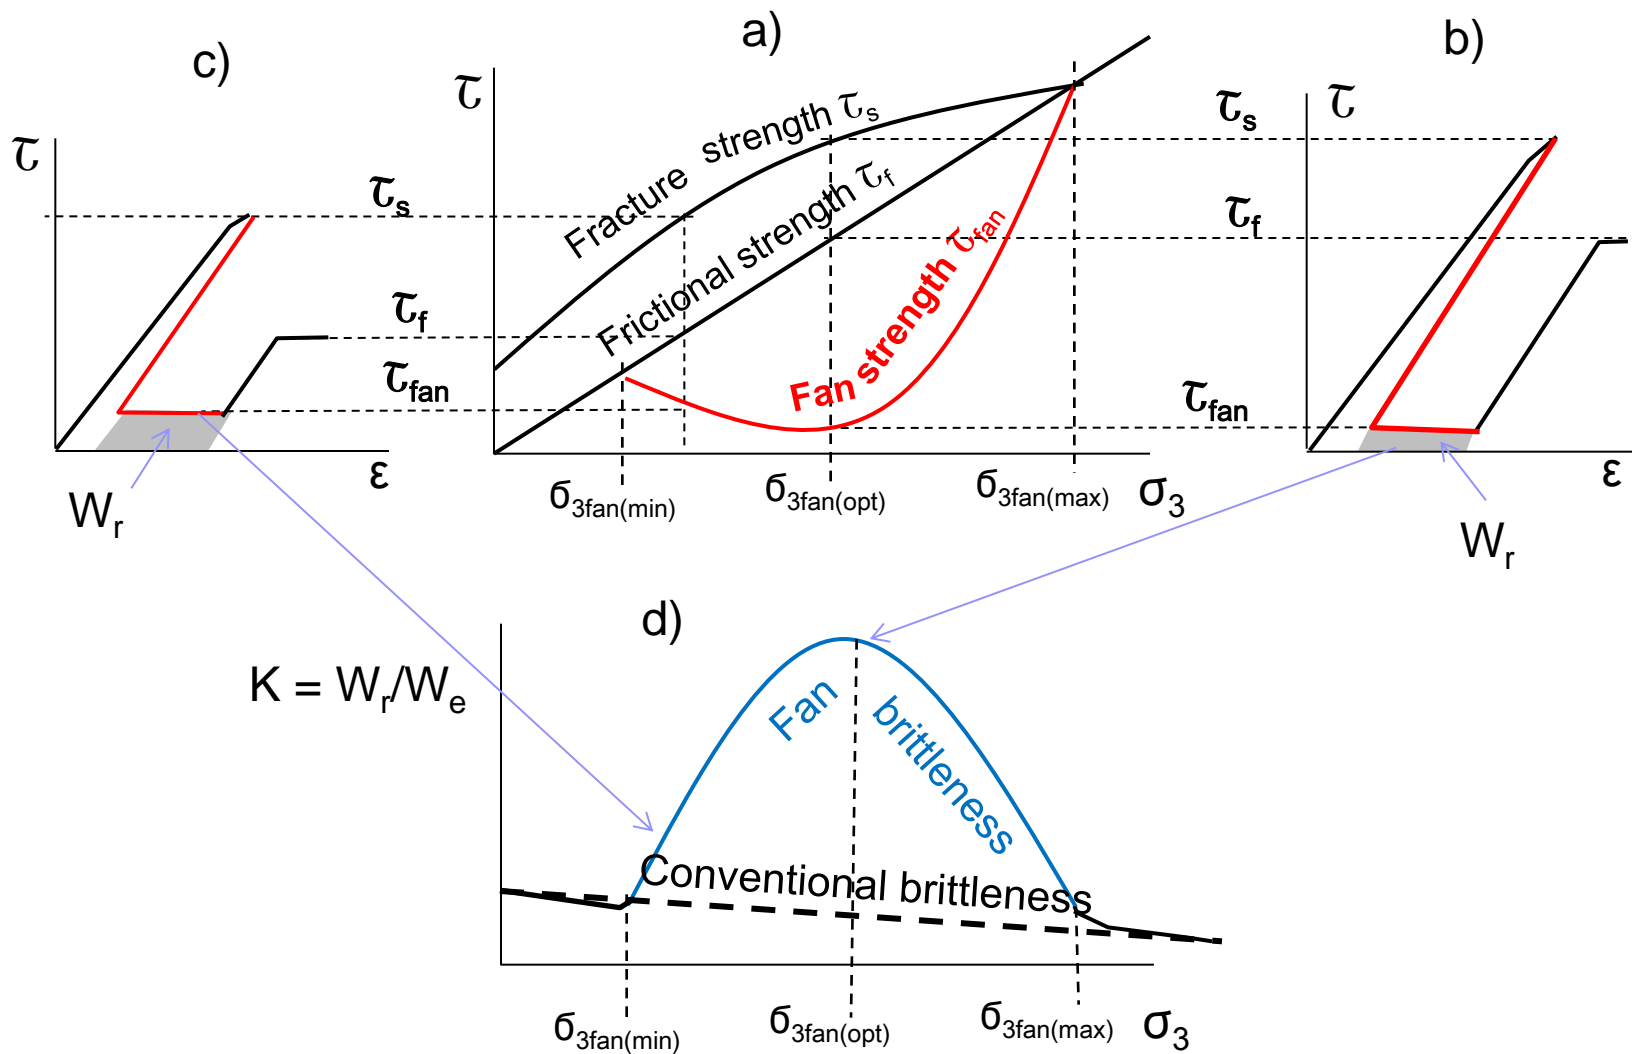 a)
b)
c)
τ
τ
τ
Fracture strength τs
Frictional strength τf
Fan strength τfan
τs
τf
τfan
τs
τf
τfan
ε
ε
Wr
Wr
б3fan(min)
б3fan(opt)
б3fan(max)
σ3
d)
K = Wr/We
Fan brittleness
Conventional brittleness
б3fan(min)
б3fan(opt)
б3fan(max)
σ3